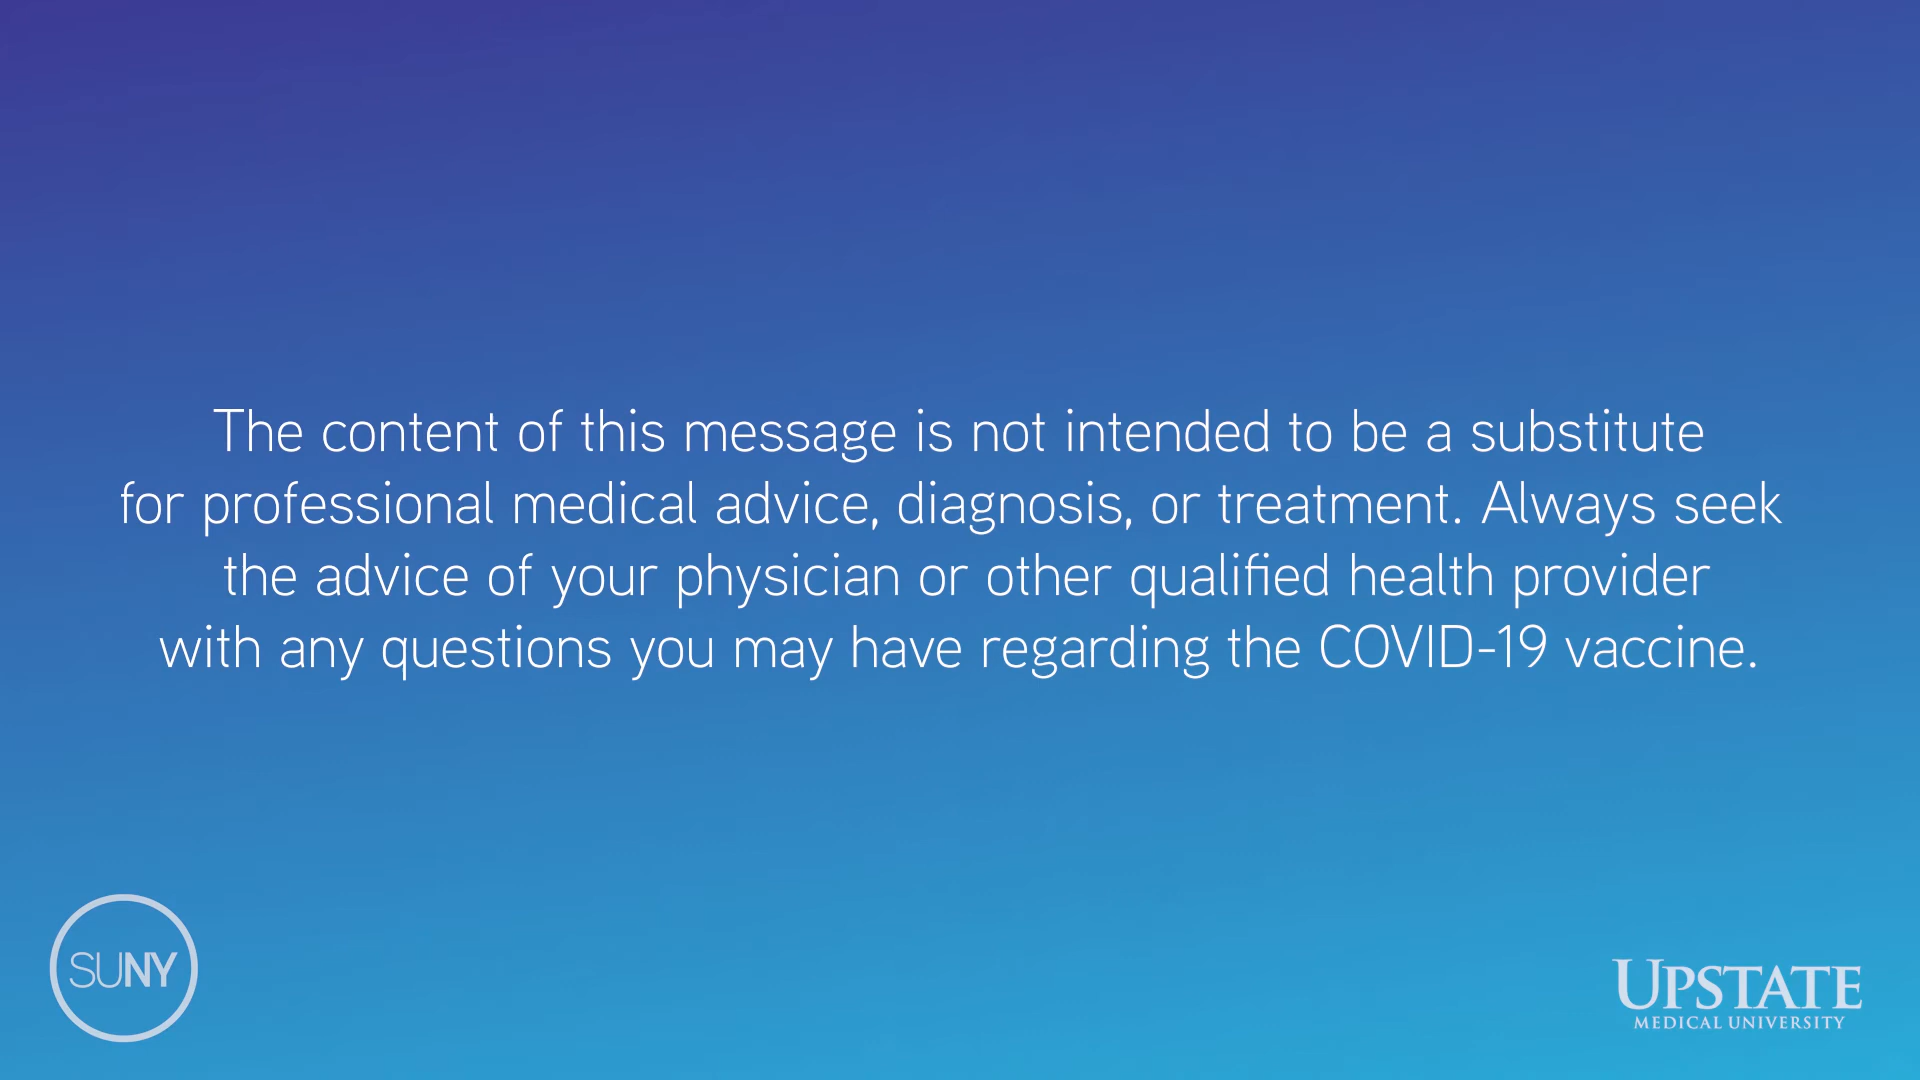 The content of this message is not intended to be a substitute
for professional medical advice, diagnosis, or treatment. Always seek
the advice of your physician or other qualified health provider
with any questions you may have regarding the COVID-19 vaccine.
SUNY
UPSTATE
MEDICAL UNIVERSITY